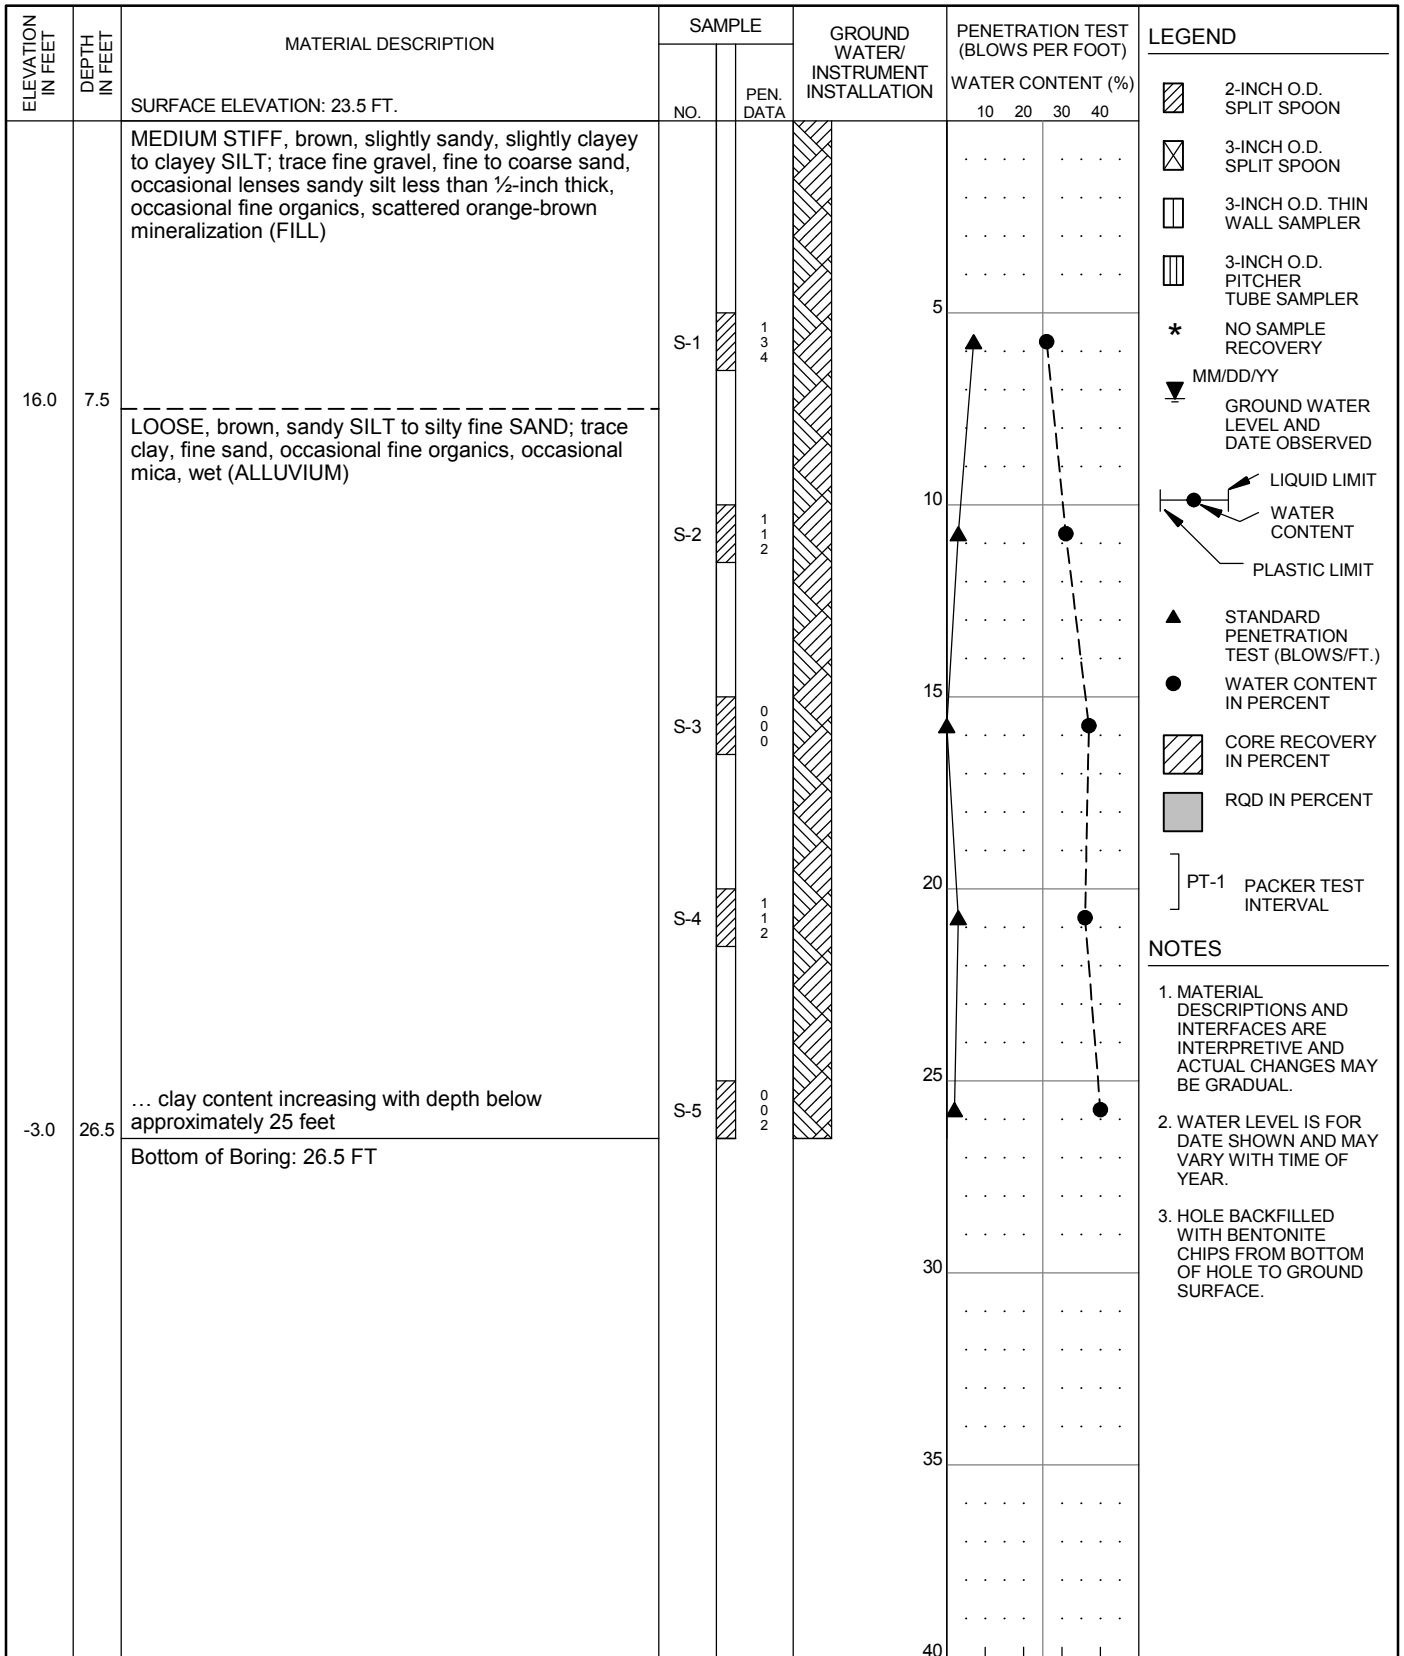 ELEVATION
IN FEET
DEPTH
IN FEET
MATERIAL DESCRIPTION
SURFACE ELEVATION: 23.5 FT.
SAMPLE
NO.
PEN.
DATA
GROUND
WATER/
INSTRUMENT
INSTALLATION
PENETRATION TEST
(BLOWS PER FOOT)
WATER CONTENT (%)
10 20 30 40
MEDIUM STIFF, brown, slightly sandy, slightly clayey
to clayey SILT; trace fine gravel, fine to coarse sand,
occasional lenses sandy silt less than ½-inch thick,
occasional fine organics, scattered orange-brown
mineralization (FILL)
5
S-1
1
3
4
16.0 7.5
LOOSE, brown, sandy SILT to silty fine SAND; trace
clay, fine sand, occasional fine organics, occasional
mica, wet (ALLUVIUM)
10
S-2
1
1
2
15
S-3
0
0
0
20
S-4
1
1
2
25
… clay content increasing with depth below
approximately 25 feet
S-5
0
0
2
-3.0 26.5
Bottom of Boring: 26.5 FT
30
35
40
LEGEND
2-INCH O.D.
SPLIT SPOON
3-INCH O.D.
SPLIT SPOON
3-INCH O.D. THIN
WALL SAMPLER
3-INCH O.D.
PITCHER
TUBE SAMPLER
* NO SAMPLE
RECOVERY
MM/DD/YY
GROUND WATER
LEVEL AND
DATE OBSERVED
LIQUID LIMIT
WATER
CONTENT
PLASTIC LIMIT
STANDARD
PENETRATION
TEST (BLOWS/FT.)
WATER CONTENT
IN PERCENT
CORE RECOVERY
IN PERCENT
RQD IN PERCENT
PT-1 PACKER TEST
INTERVAL
NOTES
1. MATERIAL
DESCRIPTIONS AND
INTERFACES ARE
INTERPRETIVE AND
ACTUAL CHANGES MAY
BE GRADUAL.
2. WATER LEVEL IS FOR
DATE SHOWN AND MAY
VARY WITH TIME OF
YEAR.
3. HOLE BACKFILLED
WITH BENTONITE
CHIPS FROM BOTTOM
OF HOLE TO GROUND
SURFACE.